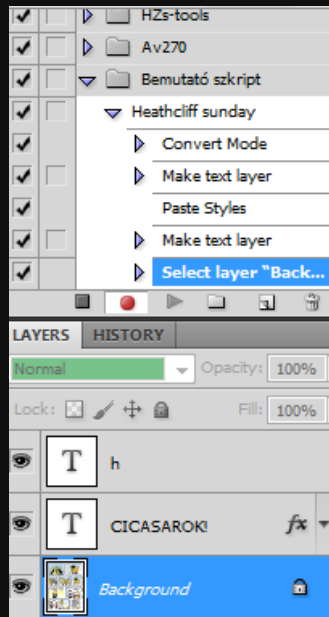 HZs-tools
Av270
Bemutató szkript
Heathcliff sunday
Convert Mode
Make text layer
Paste Styles
Make text layer
Select layer "Back...
LAYERS HISTORY
Normal Opacity: 100%
Lock: Fill: 100%
T h
T CICASAROK! fx
Background